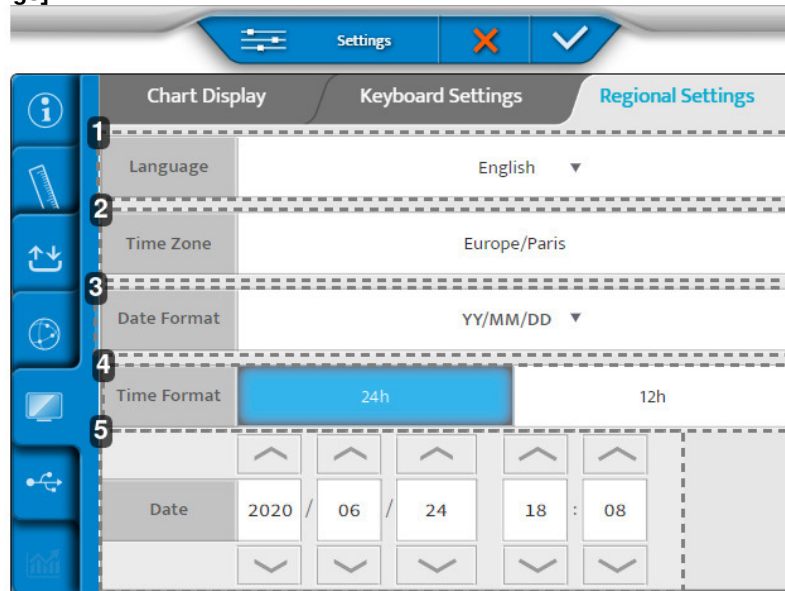 Settings
Chart Display Keyboard Settings Regional Settings
1
Language English ▼
2
Time Zone Europe/Paris
3
Date Format YY/MM/DD ▼
4
Time Format 24h 12h
5
Date 2020 / 06 / 24 18 : 08